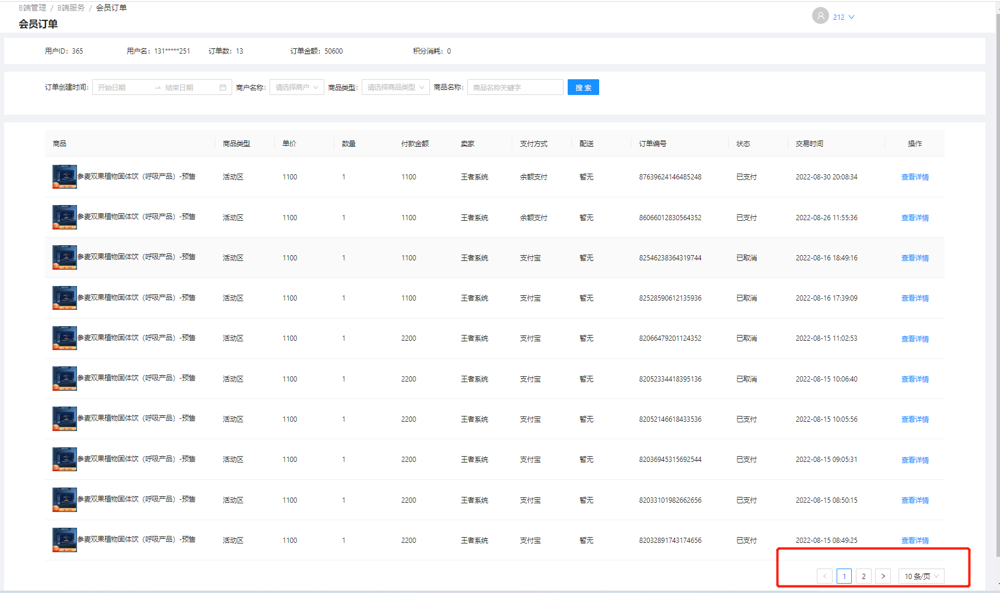 B端管理 / B端服务 / 会员订单
会员订单
212
用户ID：365 用户名：131*****251 订单数：13 订单金额：50600 积分消耗：0
订单创建时间： 开始日期 → 结束日期 商户名称： 请选择商户 商品类型： 请选择商品类型 商品名称： 商品名称关键字 搜 索
商品 商品类型 单价 数量 付款金额 卖家 支付方式 配送 订单编号 状态 交易时间 操作
参麦双果植物固体饮（呼吸产品）-预售 活动区 1100 1 1100 王者系统 余额支付 暂无 87639624146485248 已支付 2022-08-30 20:08:34 查看详情
参麦双果植物固体饮（呼吸产品）-预售 活动区 1100 1 1100 王者系统 余额支付 暂无 86066012830564352 已支付 2022-08-26 11:55:36 查看详情
参麦双果植物固体饮（呼吸产品）-预售 活动区 1100 1 1100 王者系统 支付宝 暂无 82546238364319744 已取消 2022-08-16 18:49:16 查看详情
参麦双果植物固体饮（呼吸产品）-预售 活动区 1100 1 1100 王者系统 支付宝 暂无 82528590612135936 已取消 2022-08-16 17:39:09 查看详情
参麦双果植物固体饮（呼吸产品）-预售 活动区 1100 1 2200 王者系统 支付宝 暂无 82066479201124352 已取消 2022-08-15 11:02:53 查看详情
参麦双果植物固体饮（呼吸产品）-预售 活动区 1100 1 2200 王者系统 支付宝 暂无 82052334418395136 已取消 2022-08-15 10:06:40 查看详情
参麦双果植物固体饮（呼吸产品）-预售 活动区 1100 1 2200 王者系统 支付宝 暂无 82052146618433536 已支付 2022-08-15 10:05:56 查看详情
参麦双果植物固体饮（呼吸产品）-预售 活动区 1100 1 2200 王者系统 支付宝 暂无 82036945315692544 已支付 2022-08-15 09:05:31 查看详情
参麦双果植物固体饮（呼吸产品）-预售 活动区 1100 1 2200 王者系统 支付宝 暂无 82033101982662656 已支付 2022-08-15 08:50:15 查看详情
参麦双果植物固体饮（呼吸产品）-预售 活动区 1100 1 2200 王者系统 支付宝 暂无 82032891743174656 已支付 2022-08-15 08:49:25 查看详情
< 1 2 > 10 条/页